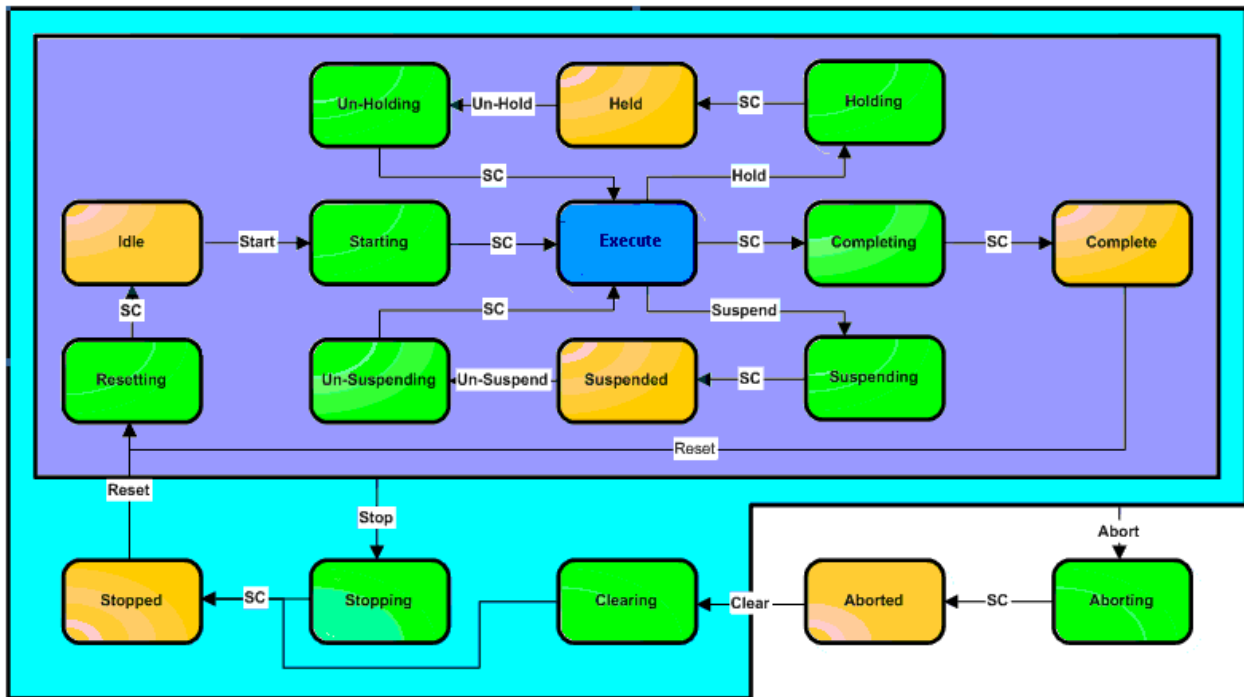 Un-Holding
Un-Hold
Held
SC
Holding
SC
Hold
Idle
Start
Starting
SC
Execute
SC
Completing
SC
Complete
SC
SC
Suspend
Resetting
Un-Suspending
Un-Suspend
Suspended
SC
Suspending
Reset
Reset
Stop
Abort
Stopped
SC
Stopping
Clearing
Clear
Aborted
SC
Aborting